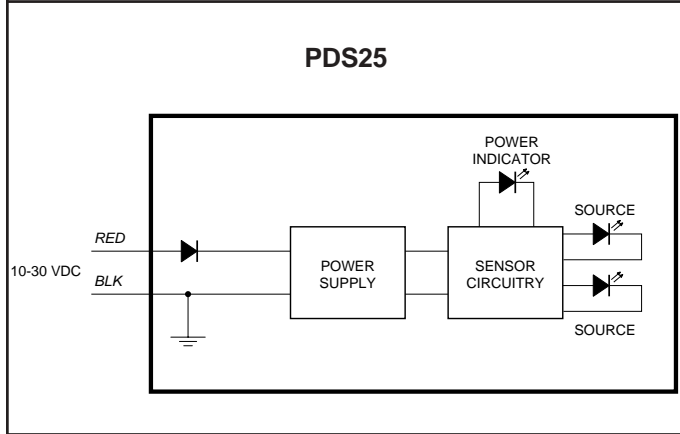 PDS25
POWER
INDICATOR
SOURCE
RED
10-30 VDC
BLK
POWER
SUPPLY
SENSOR
CIRCUITRY
SOURCE